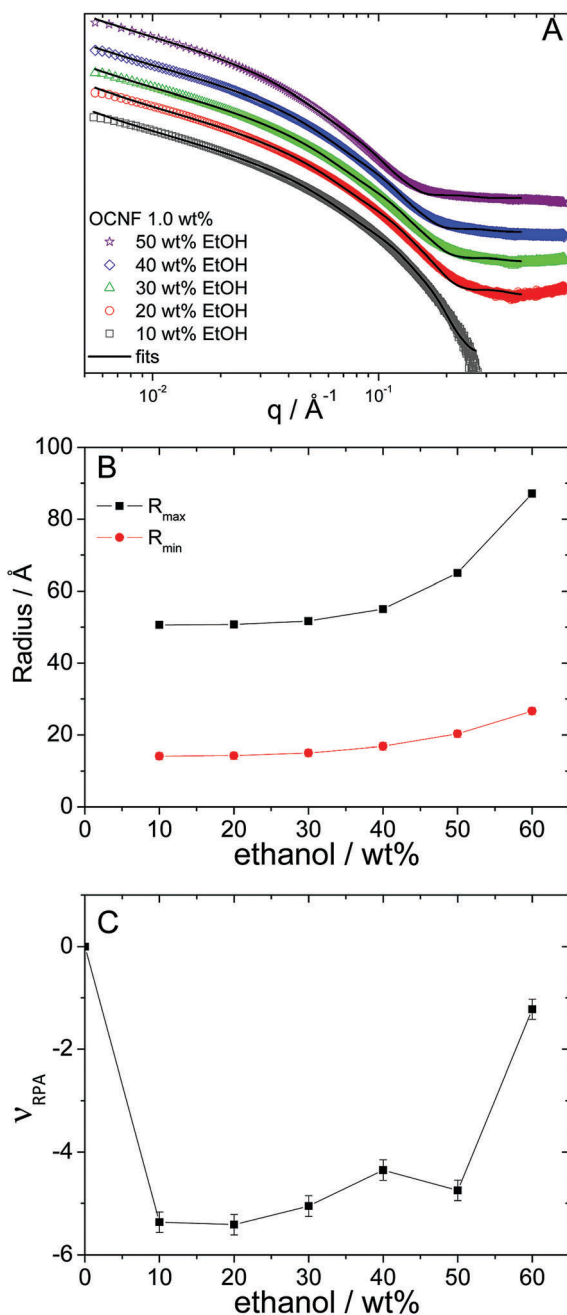 A
OCNF 1.0 wt%
50 wt% EtOH
40 wt% EtOH
30 wt% EtOH
20 wt% EtOH
10 wt% EtOH
fits
10⁻² 10⁻¹
q / Å⁻¹
B
100
80
60
40
20
0
Radius / Å
R_max
R_min
0 10 20 30 40 50 60
ethanol / wt%
C
0
-2
-4
-6
ν_RPA
0 10 20 30 40 50 60
ethanol / wt%